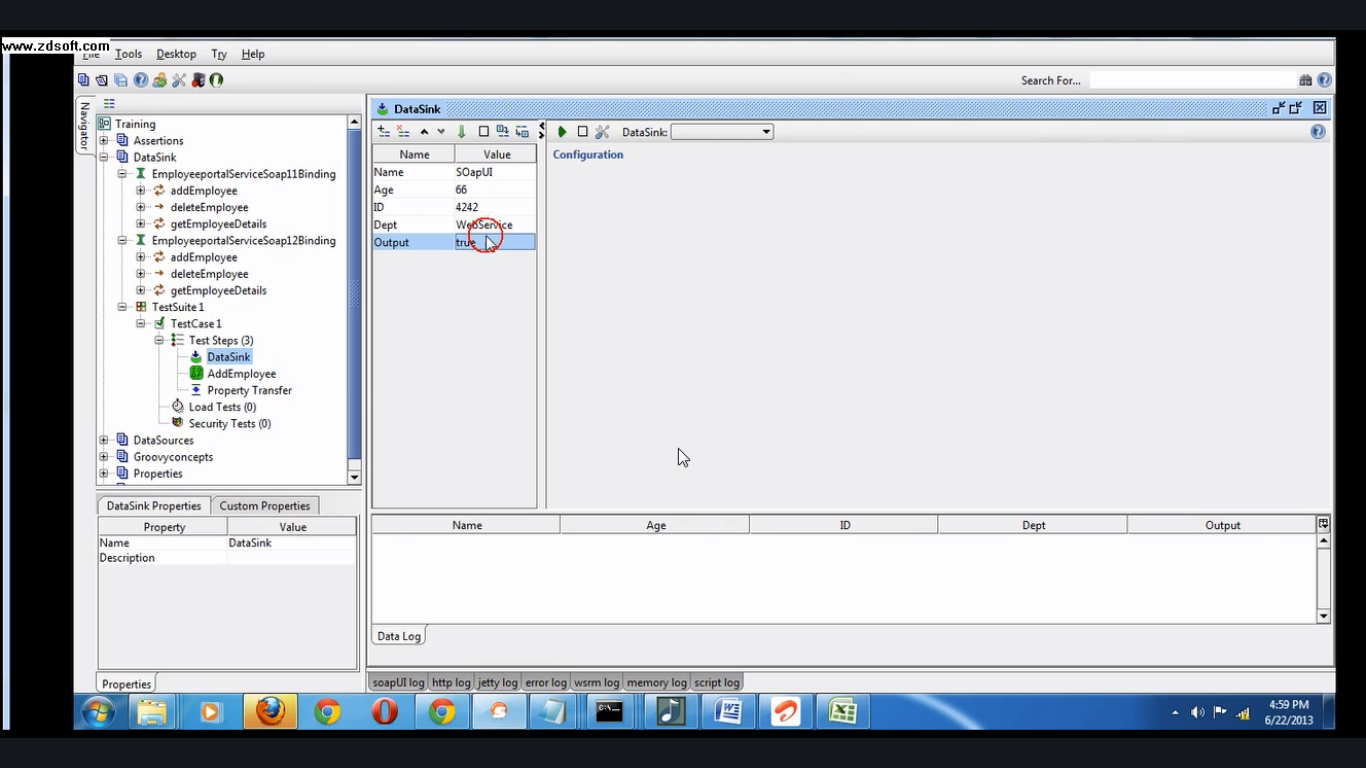 www.zdsoft.com
File Tools Desktop Try Help
Search For...
Navigator
Training
Assertions
DataSink
EmployeeportalServiceSoap11Binding
addEmployee
deleteEmployee
getEmployeeDetails
EmployeeportalServiceSoap12Binding
addEmployee
deleteEmployee
getEmployeeDetails
TestSuite 1
TestCase 1
Test Steps (3)
DataSink
AddEmployee
Property Transfer
Load Tests (0)
Security Tests (0)
DataSources
Groovyconcepts
Properties
DataSink Properties Custom Properties
Property Value
Name DataSink
Description
Properties
DataSink
DataSink:
Name Value
Name SOapUI
Age 66
ID 4242
Dept WebService
Output true
Configuration
Name Age ID Dept Output
Data Log
soapUI log http log jetty log error log wsrm log memory log script log
4:59 PM
6/22/2013